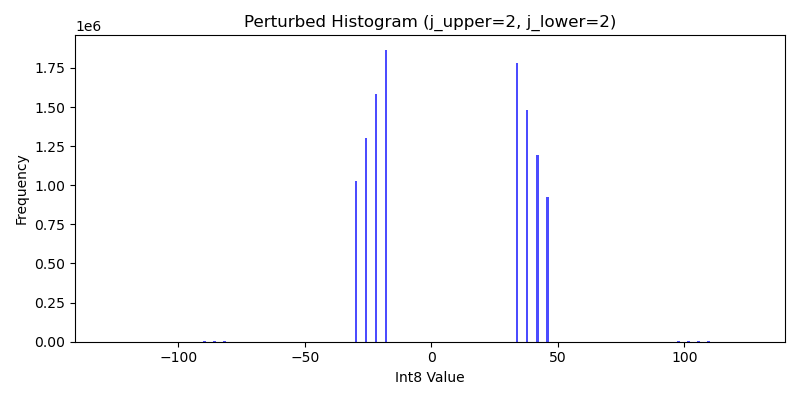 Perturbed Histogram (j_upper=2, j_lower=2)
1e6
1.75
1.50
1.25
1.00
0.75
0.50
0.25
0.00
Frequency
−100 −50 0 50 100
Int8 Value